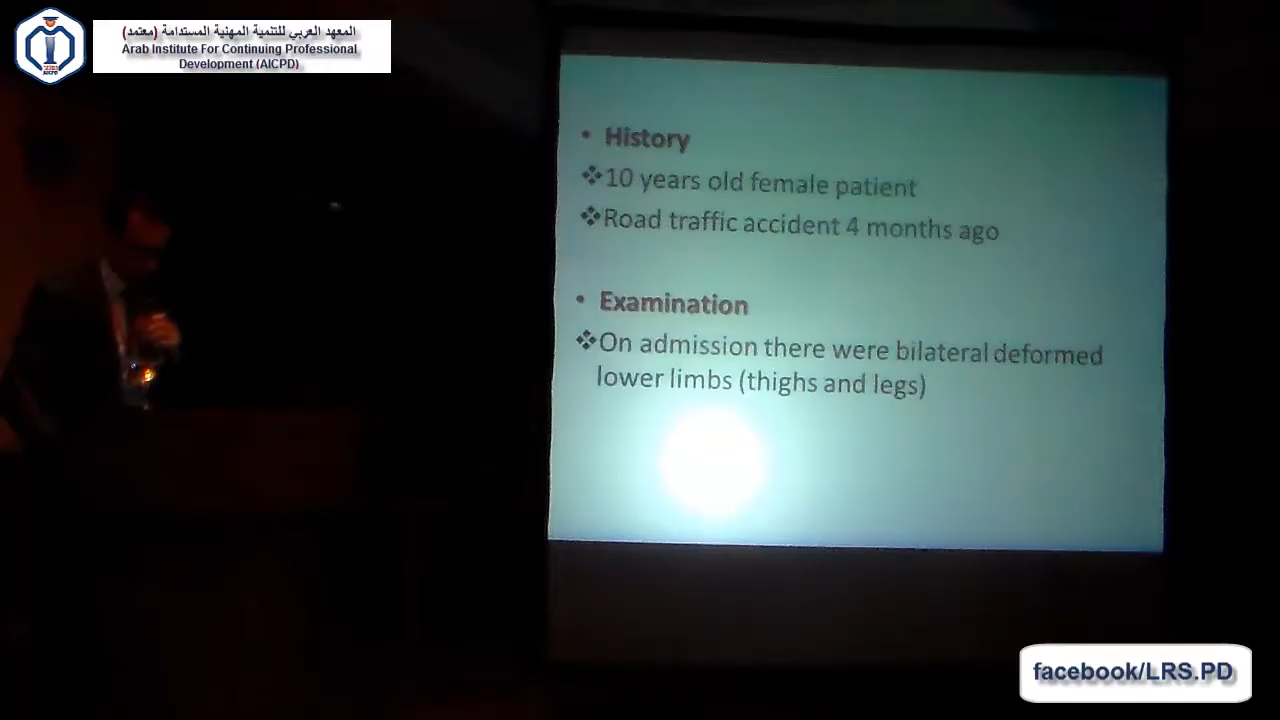 المعهد العربي للتنمية المهنية المستدامة (معتمد)
Arab Institute For Continuing Professional
Development (AICPD)
AICPD
• History
❖10 years old female patient
❖Road traffic accident 4 months ago
• Examination
❖On admission there were bilateral deformed
lower limbs (thighs and legs)
facebook/LRS.PD